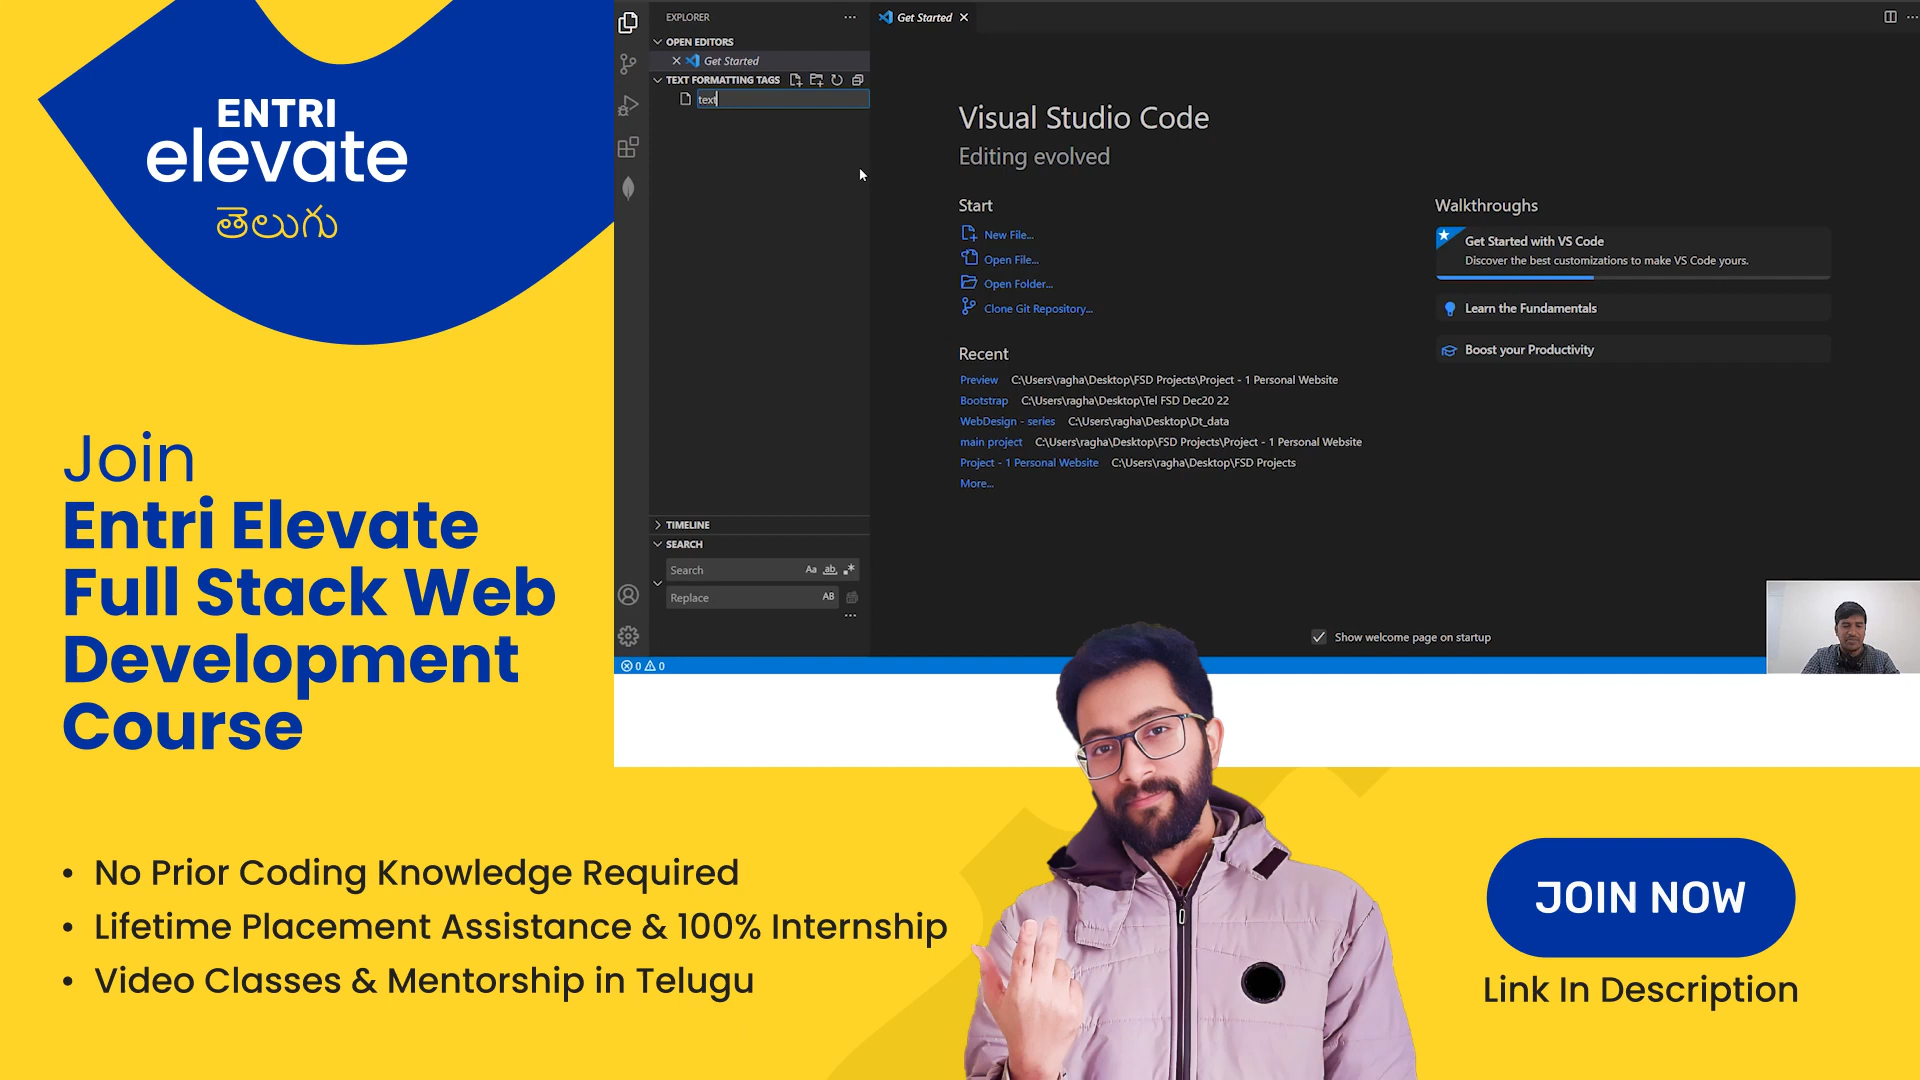 ENTRI
elevate
తెలుగు
Join
Entri Elevate
Full Stack Web
Development
Course
• No Prior Coding Knowledge Required
• Lifetime Placement Assistance & 100% Internship
• Video Classes & Mentorship in Telugu
EXPLORER
OPEN EDITORS
Get Started
TEXT FORMATTING TAGS
text
TIMELINE
SEARCH
Search
Aa ab
Replace
AB
0 0
Get Started
Visual Studio Code
Editing evolved
Start
New File...
Open File...
Open Folder...
Clone Git Repository...
Recent
Preview C:\Users\ragha\Desktop\FSD Projects\Project - 1 Personal Website
Bootstrap C:\Users\ragha\Desktop\Tel FSD Dec20 22
WebDesign - series C:\Users\ragha\Desktop\Dt_data
main project C:\Users\ragha\Desktop\FSD Projects\Project - 1 Personal Website
Project - 1 Personal Website C:\Users\ragha\Desktop\FSD Projects
More...
Walkthroughs
Get Started with VS Code
Discover the best customizations to make VS Code yours.
Learn the Fundamentals
Boost your Productivity
Show welcome page on startup
JOIN NOW
Link In Description